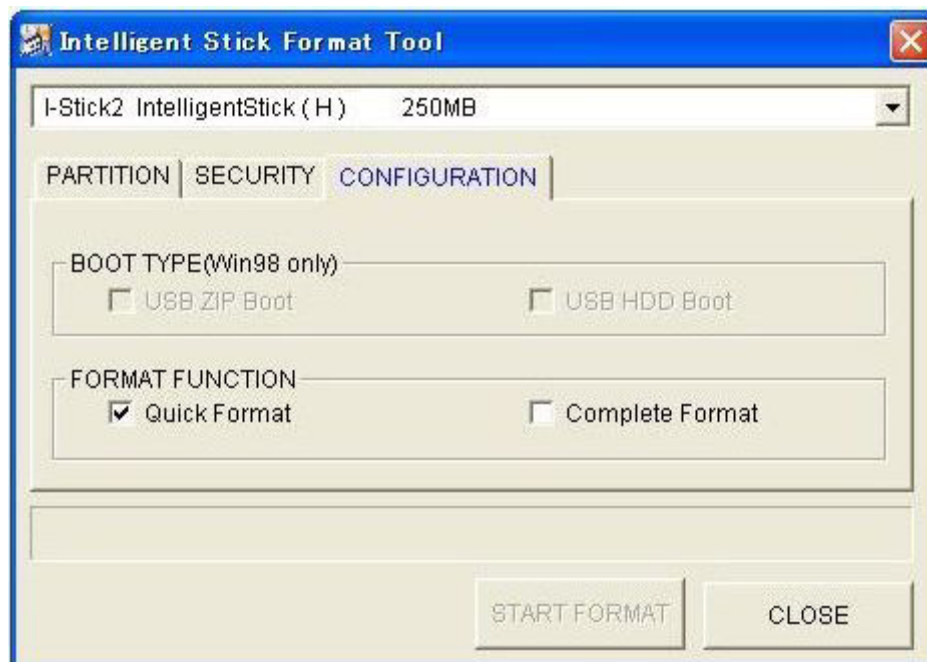 Intelligent Stick Format Tool
I-Stick2 IntelligentStick ( H ) 250MB
PARTITION SECURITY CONFIGURATION
BOOT TYPE(Win98 only)
USB ZIP Boot USB HDD Boot
FORMAT FUNCTION
Quick Format Complete Format
START FORMAT CLOSE